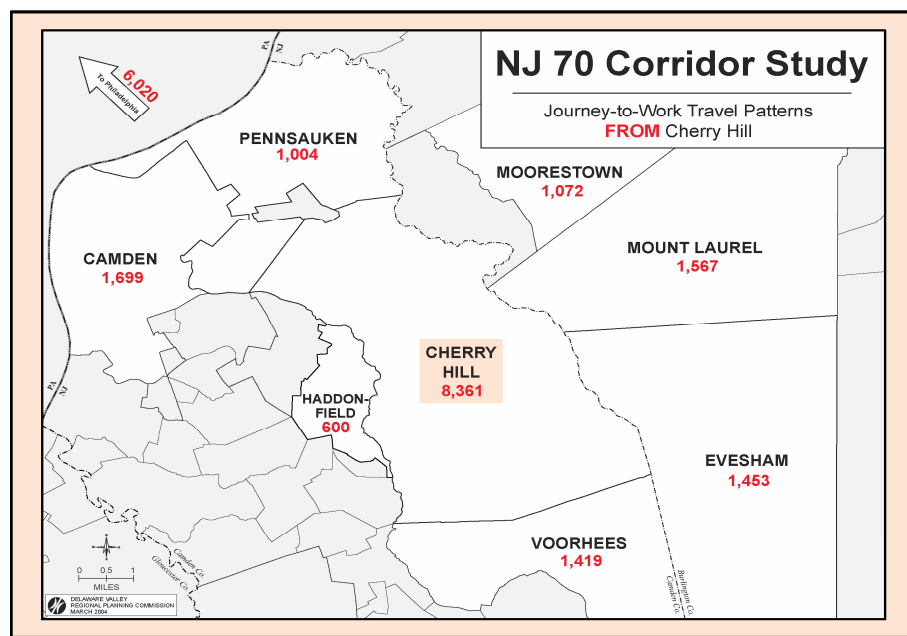 NJ 70 Corridor Study
Journey-to-Work Travel Patterns
FROM Cherry Hill
PA
NJ
6,020
To Philadelphia
PENNSAUKEN
1,004
MOORESTOWN
1,072
MOUNT LAUREL
1,567
CAMDEN
1,699
CHERRY
HILL
8,361
HADDON-
FIELD
600
PA
NJ
EVESHAM
1,453
VOORHEES
1,419
Camden Co.
Gloucester Co.
Burlington Co.
Camden Co.
0 0.5 1
MILES
DELAWARE VALLEY
REGIONAL PLANNING COMMISSION
MARCH 2004